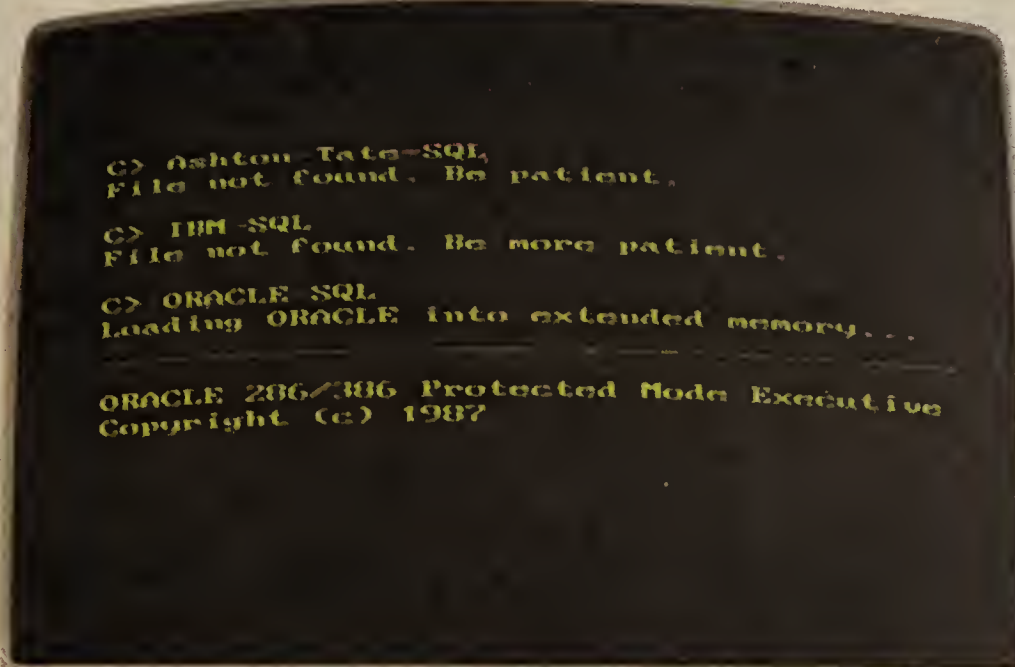 C> Ashton-Tate-SQL
File not found. Be patient.
C> IBM-SQL
File not found. Be more patient.
C> ORACLE SQL
Loading ORACLE into extended memory...
ORACLE 286/386 Protected Mode Executive
Copyright (c) 1987